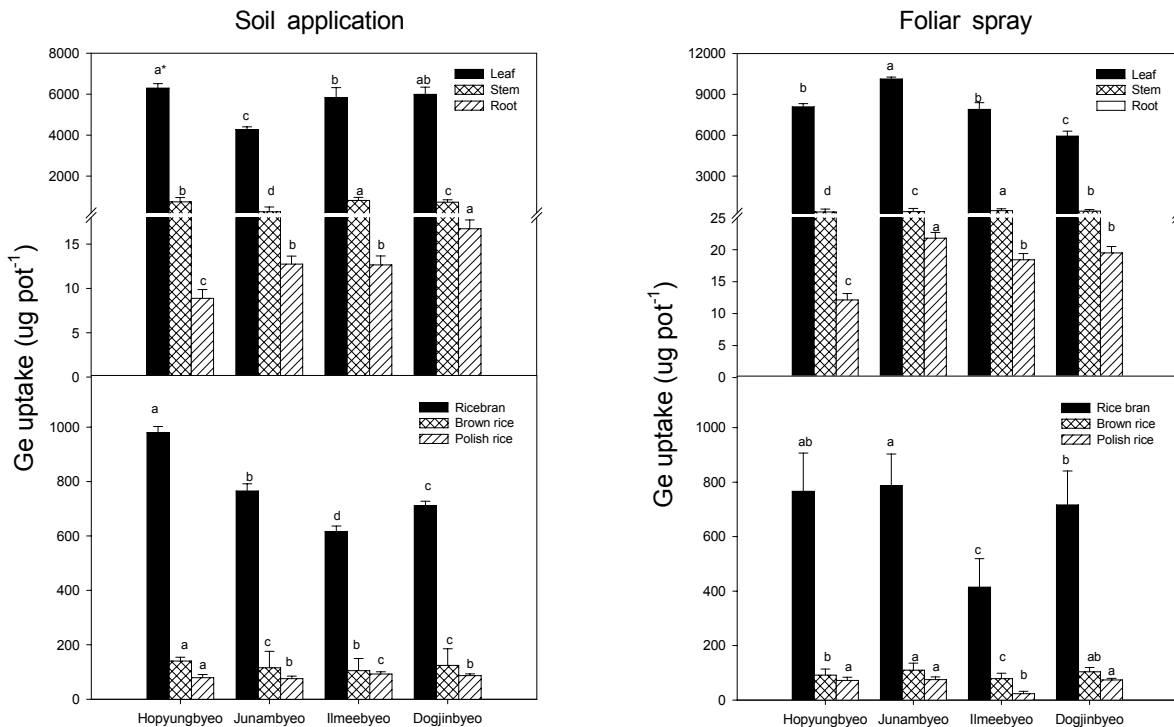 Soil application
Foliar spray
Ge uptake (ug pot⁻¹)
8000
6000
4000
2000
15
10
5
0
a*
b
c
c
d
b
b
a
b
ab
c
a
Leaf
Stem
Root
1000
800
600
400
200
0
a
a
a
b
c
b
d
b
c
c
c
b
Ricebran
Brown rice
Polish rice
Hopyungbyeo Junambyeo Ilmeebyeo Dogjinbyeo
Ge uptake (ug pot⁻¹)
12000
9000
6000
3000
25
20
15
10
5
0
b
d
c
a
c
a
b
a
b
c
b
b
Leaf
Stem
Root
1000
800
600
400
200
0
ab
b
a
a
a
a
c
c
b
b
ab
a
Rice bran
Brown rice
Polish rice
Hopyungbyeo Junambyeo Ilmeebyeo Dogjinbyeo